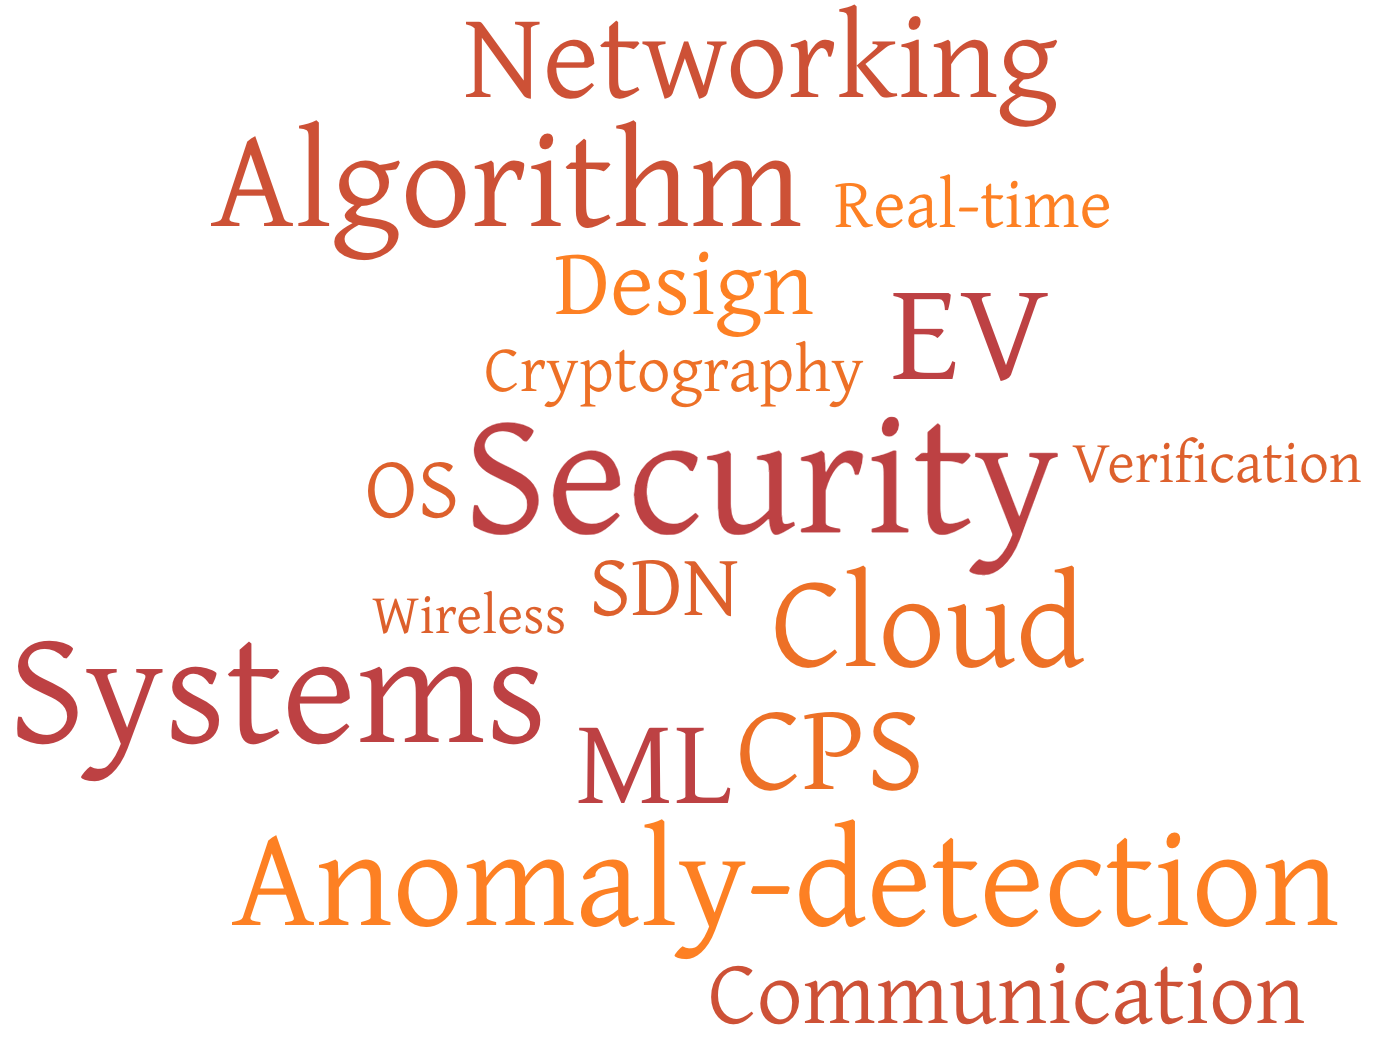 Networking
Algorithm
Real-time
Design
EV
Cryptography
Security
Verification
OS
SDN
Cloud
Wireless
Systems
ML
CPS
Anomaly-detection
Communication